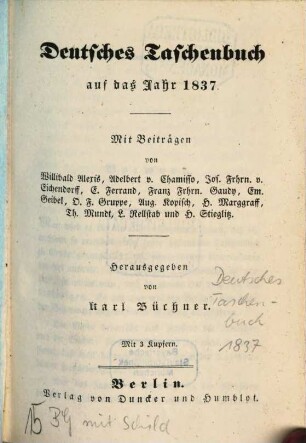 Deutsches Taschenbuch
auf das Jahr 1837.
Mit Beiträgen
von
Willibald Alexis, Adelbert v. Chamisso, Jos. Frhrn. v.
Eichendorff, E. Ferrand, Franz Frhrn. Gaudy, Em.
Geibel, O. F. Gruppe, Aug. Kopisch, H. Marggraff,
Th. Mundt, L. Rellstab und H. Stieglitz.
Herausgegeben
von
Karl Büchner.
Deutsches
Taschen-
buch
1837
Mit 3 Kupfern.
Berlin.
Verlag von Duncker und Humblot.
mit Schild